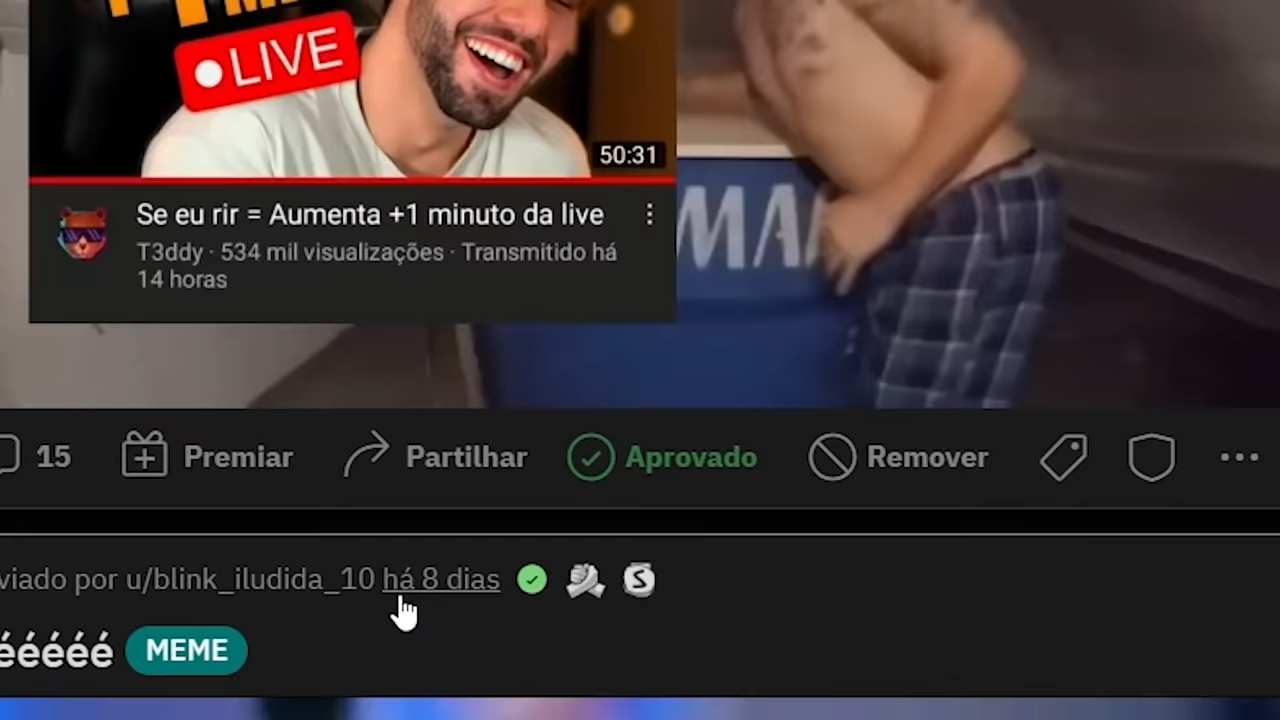 LIVE
50:31
Se eu rir = Aumenta +1 minuto da live
T3ddy · 534 mil visualizações · Transmitido há
14 horas
15 Premiar Partilhar Aprovado Remover
viado por u/blink_iludida_10 há 8 dias
ééééé MEME